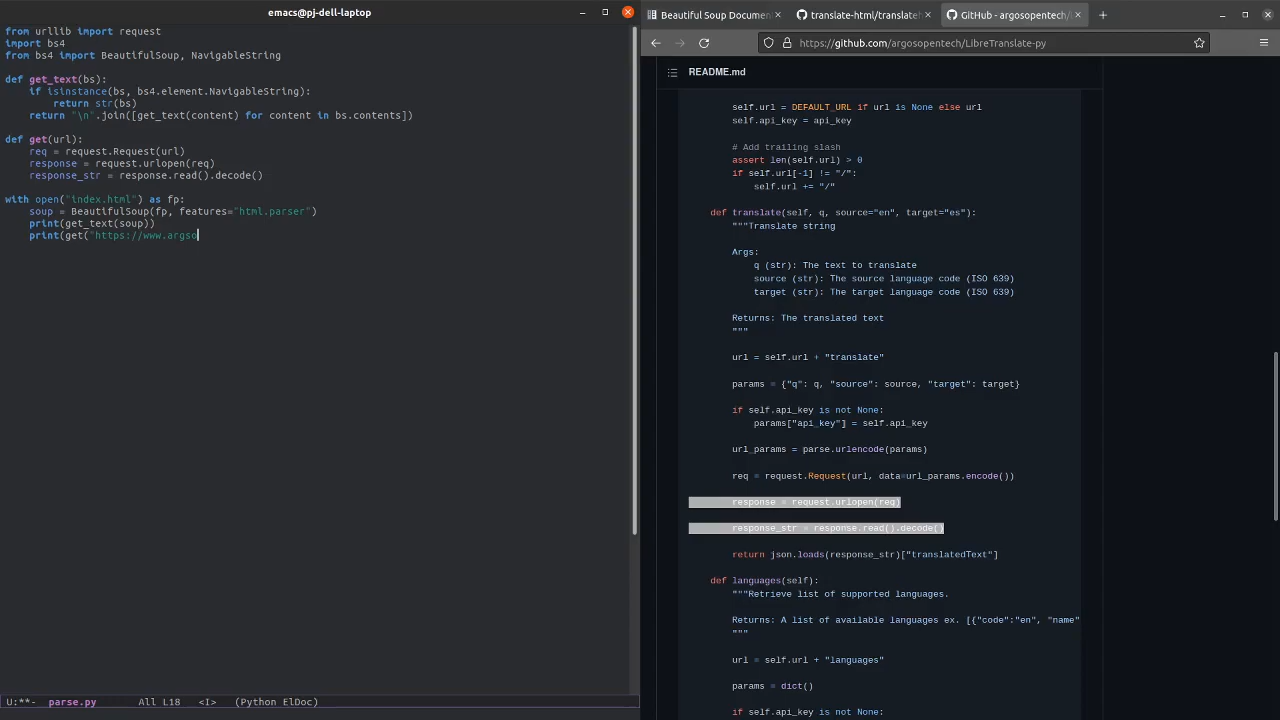 emacs@pj-dell-laptop
from urllib import request
import bs4
from bs4 import BeautifulSoup, NavigableString
def get_text(bs):
    if isinstance(bs, bs4.element.NavigableString):
        return str(bs)
    return "\n".join([get_text(content) for content in bs.contents])
def get(url):
    req = request.Request(url)
    response = request.urlopen(req)
    response_str = response.read().decode()
with open("index.html") as fp:
    soup = BeautifulSoup(fp, features="html.parser")
    print(get_text(soup))
    print(get("https://www.argso
U:**-  parse.py       All L18   <I>   (Python ElDoc)
Beautiful Soup Documen
translate-html/translate
GitHub - argosopentech/
https://github.com/argosopentech/LibreTranslate-py
README.md
        self.url = DEFAULT_URL if url is None else url
        self.api_key = api_key
        # Add trailing slash
        assert len(self.url) > 0
        if self.url[-1] != "/":
            self.url += "/"
    def translate(self, q, source="en", target="es"):
        """Translate string
        Args:
            q (str): The text to translate
            source (str): The source language code (ISO 639)
            target (str): The target language code (ISO 639)
        Returns: The translated text
        """
        url = self.url + "translate"
        params = {"q": q, "source": source, "target": target}
        if self.api_key is not None:
            params["api_key"] = self.api_key
        url_params = parse.urlencode(params)
        req = request.Request(url, data=url_params.encode())
        response = request.urlopen(req)
        response_str = response.read().decode()
        return json.loads(response_str)["translatedText"]
    def languages(self):
        """Retrieve list of supported languages.
        Returns: A list of available languages ex. [{"code":"en", "name"
        """
        url = self.url + "languages"
        params = dict()
        if self.api_key is not None: